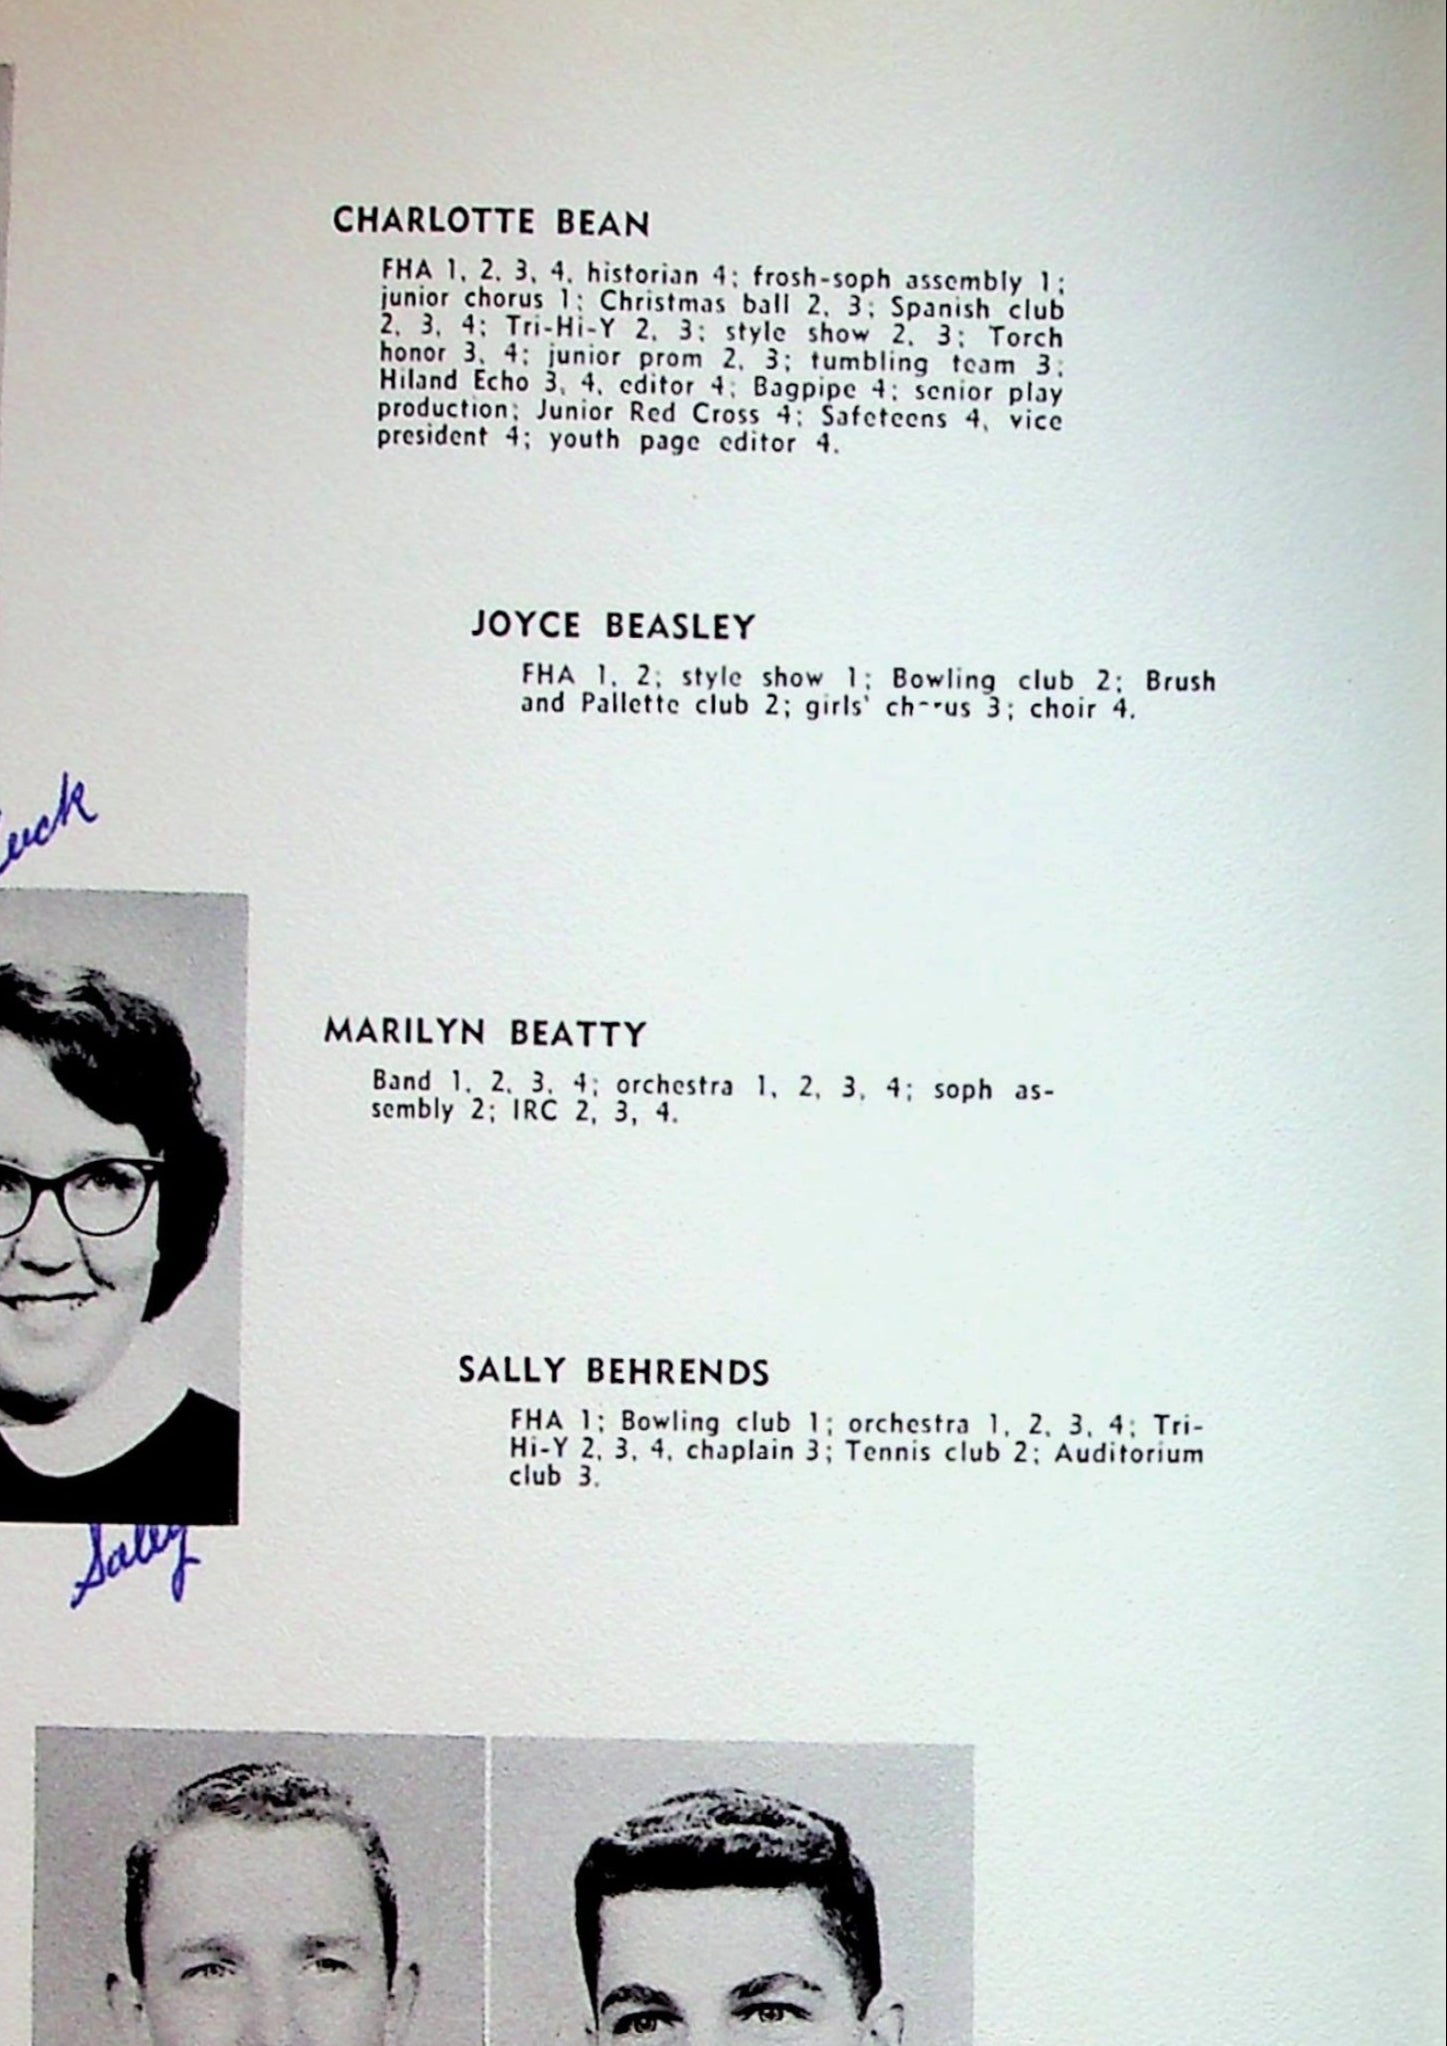 CHARLOTTE BEAN
FHA 1, 2, 3, 4, historian 4; frosh-soph assembly 1;
junior chorus 1; Christmas ball 2, 3; Spanish club
2, 3, 4; Tri-Hi-Y 2, 3; style show 2, 3; Torch
honor 3, 4; junior prom 2, 3; tumbling team 3;
Hiland Echo 3, 4, editor 4; Bagpipe 4; senior play
production; Junior Red Cross 4; Safeteens 4, vice
president 4; youth page editor 4.
JOYCE BEASLEY
FHA 1, 2; style show 1; Bowling club 2; Brush
and Pallette club 2; girls' chorus 3; choir 4.
Luck
MARILYN BEATTY
Band 1, 2, 3, 4; orchestra 1, 2, 3, 4; soph as-
sembly 2; IRC 2, 3, 4.
SALLY BEHRENDS
FHA 1; Bowling club 1; orchestra 1, 2, 3, 4; Tri-
Hi-Y 2, 3, 4, chaplain 3; Tennis club 2; Auditorium
club 3.
Sally